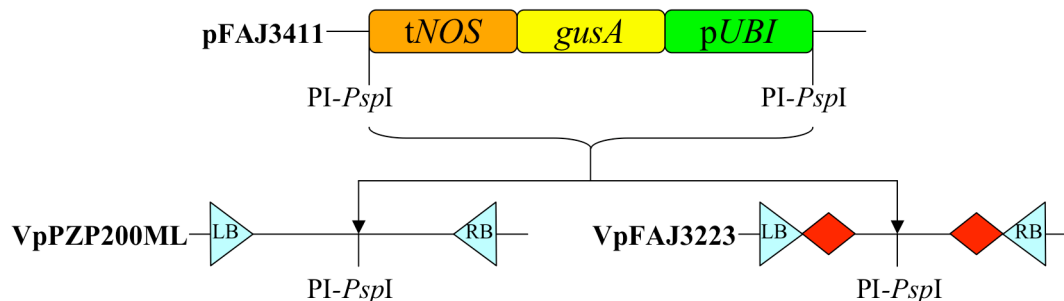 pFAJ3411 tNOS gusA pUBI
PI-PspI PI-PspI
VpPZP200ML LB RB VpFAJ3223 LB RB
PI-PspI PI-PspI